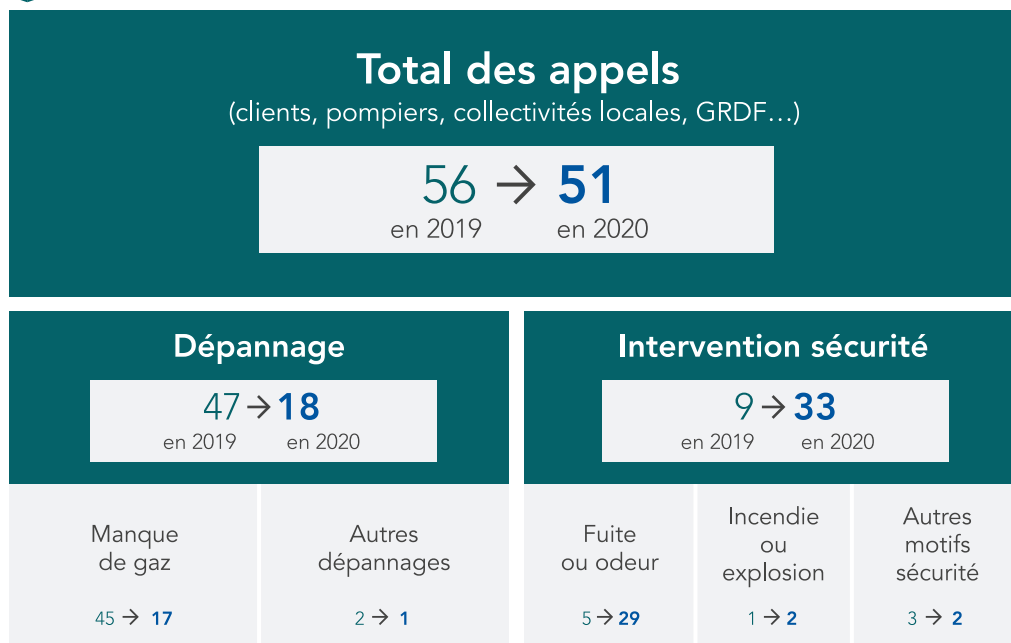 Total des appels
(clients, pompiers, collectivités locales, GRDF...)
56 → 51
en 2019 en 2020
Dépannage
47 → 18
en 2019 en 2020
Manque
de gaz
45 → 17
Autres
dépannages
2 → 1
Intervention sécurité
9 → 33
en 2019 en 2020
Fuite
ou odeur
5 → 29
Incendie
ou
explosion
1 → 2
Autres
motifs
sécurité
3 → 2